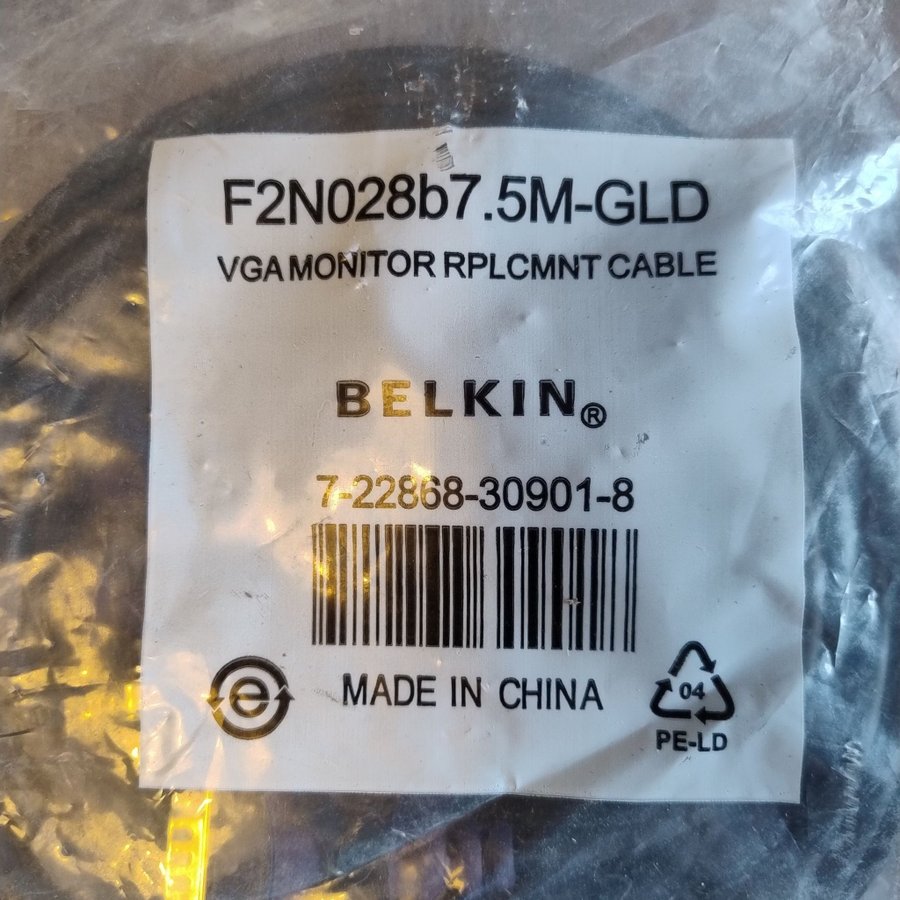 F2N028b7.5M-GLD
VGA MONITOR RPLCMNT CABLE
BELKIN®
7-22868-30901-8
e
MADE IN CHINA
04
PE-LD